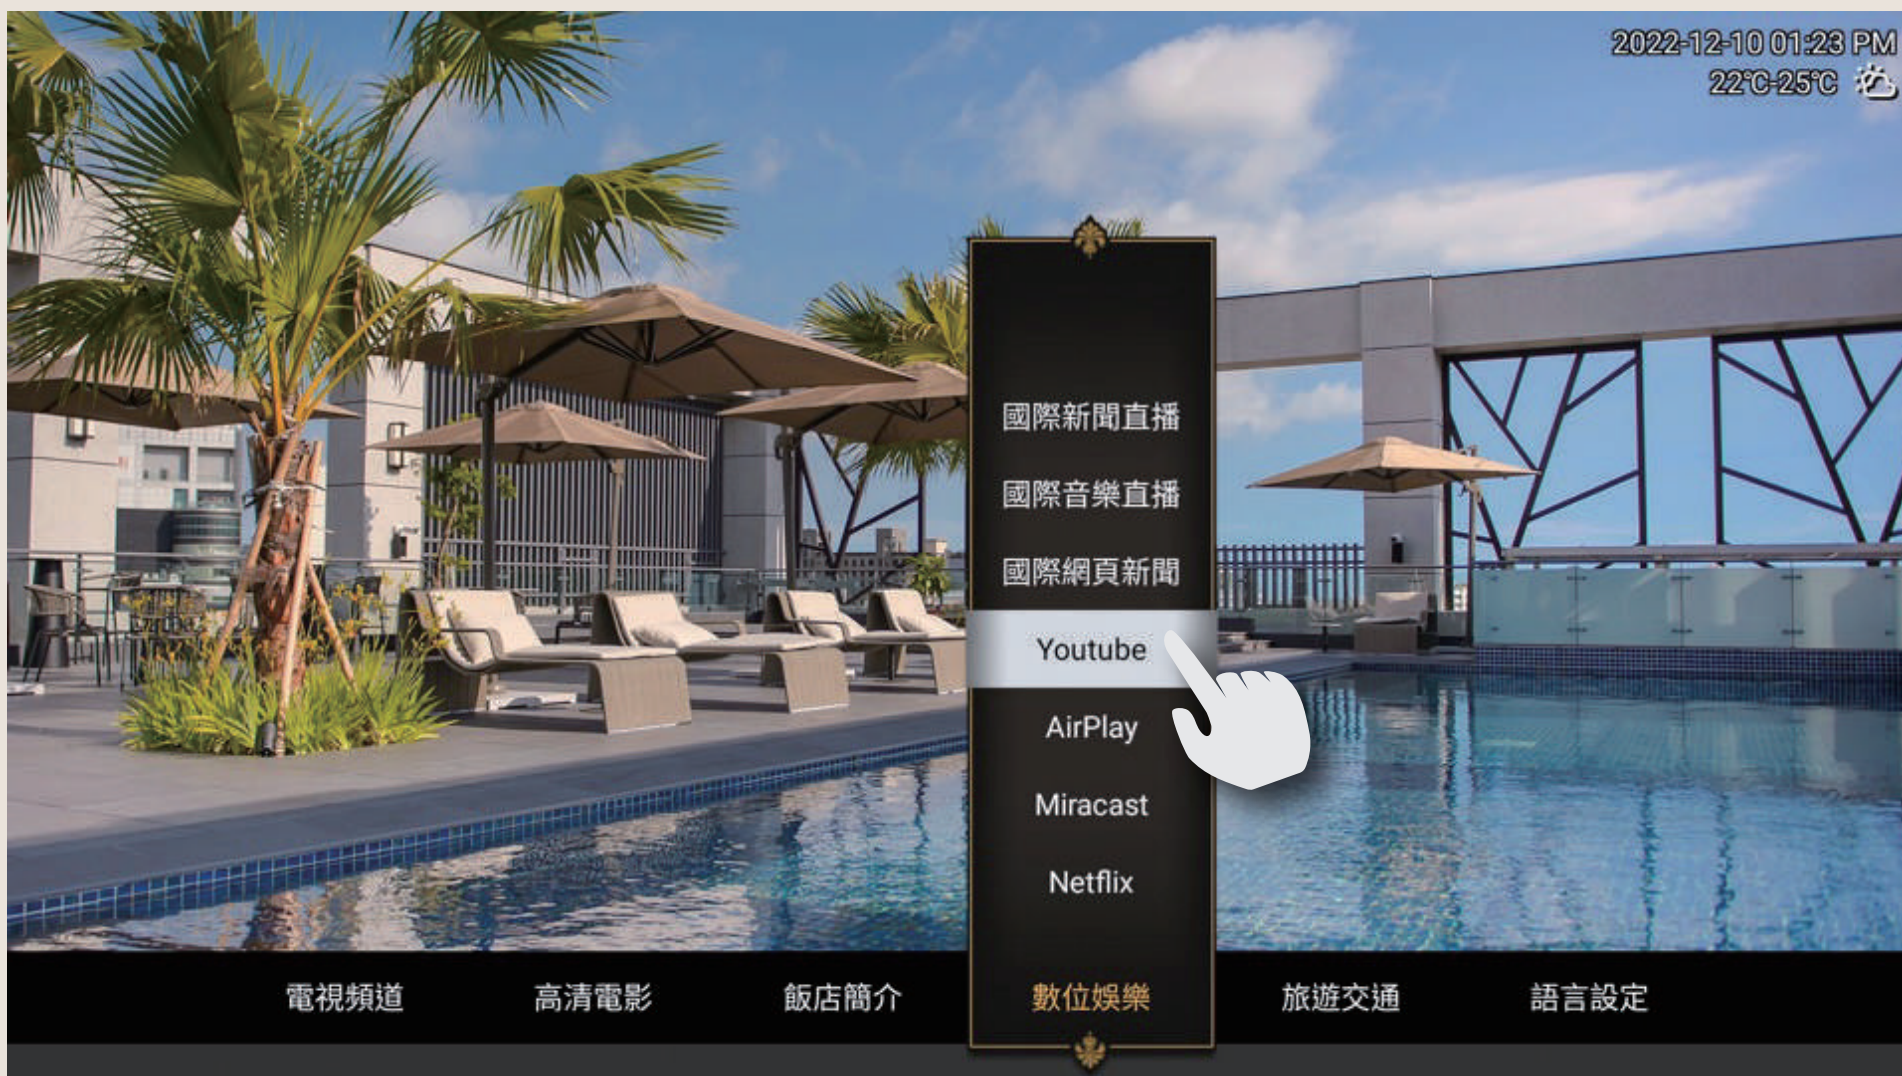 2022-12-10 01:23 PM
22°C-25°C
國際新聞直播
國際音樂直播
國際網頁新聞
Youtube
AirPlay
Miracast
Netflix
電視頻道 高清電影 飯店簡介 數位娛樂 旅遊交通 語言設定